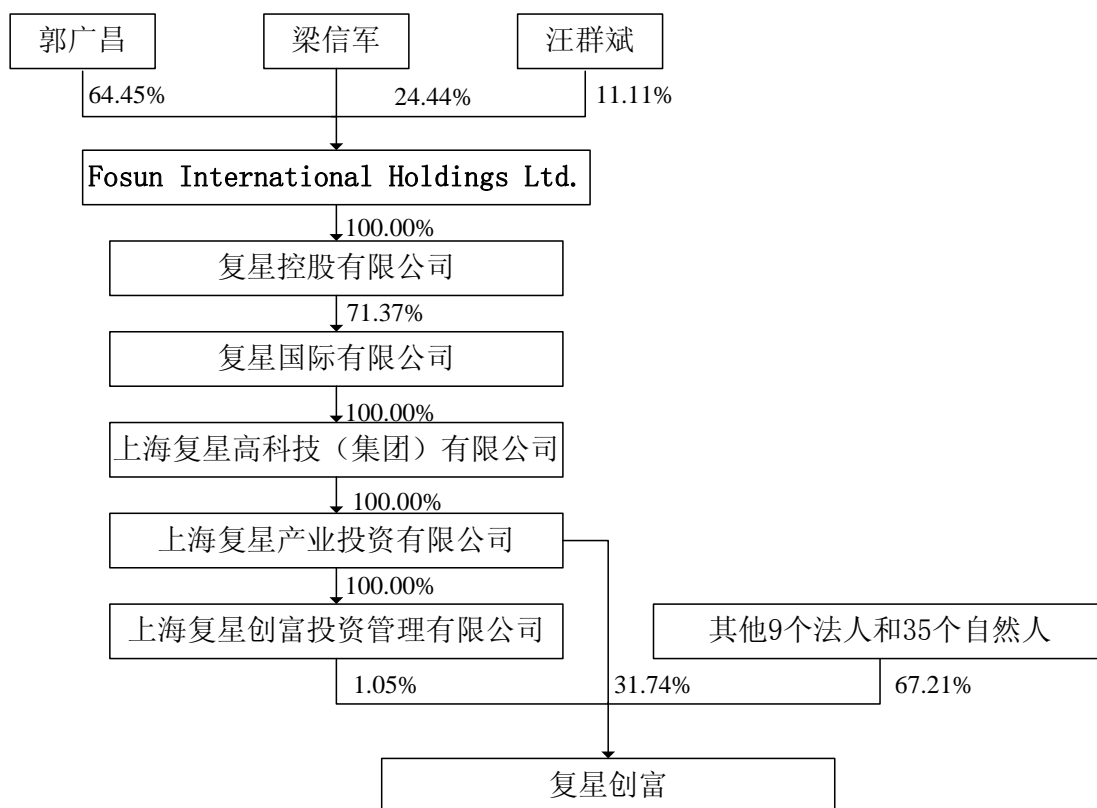 郭广昌
梁信军
汪群斌
64.45%
24.44%
11.11%
Fosun International Holdings Ltd.
100.00%
复星控股有限公司
71.37%
复星国际有限公司
100.00%
上海复星高科技（集团）有限公司
100.00%
上海复星产业投资有限公司
100.00%
上海复星创富投资管理有限公司
其他9个法人和35个自然人
1.05%
31.74%
67.21%
复星创富